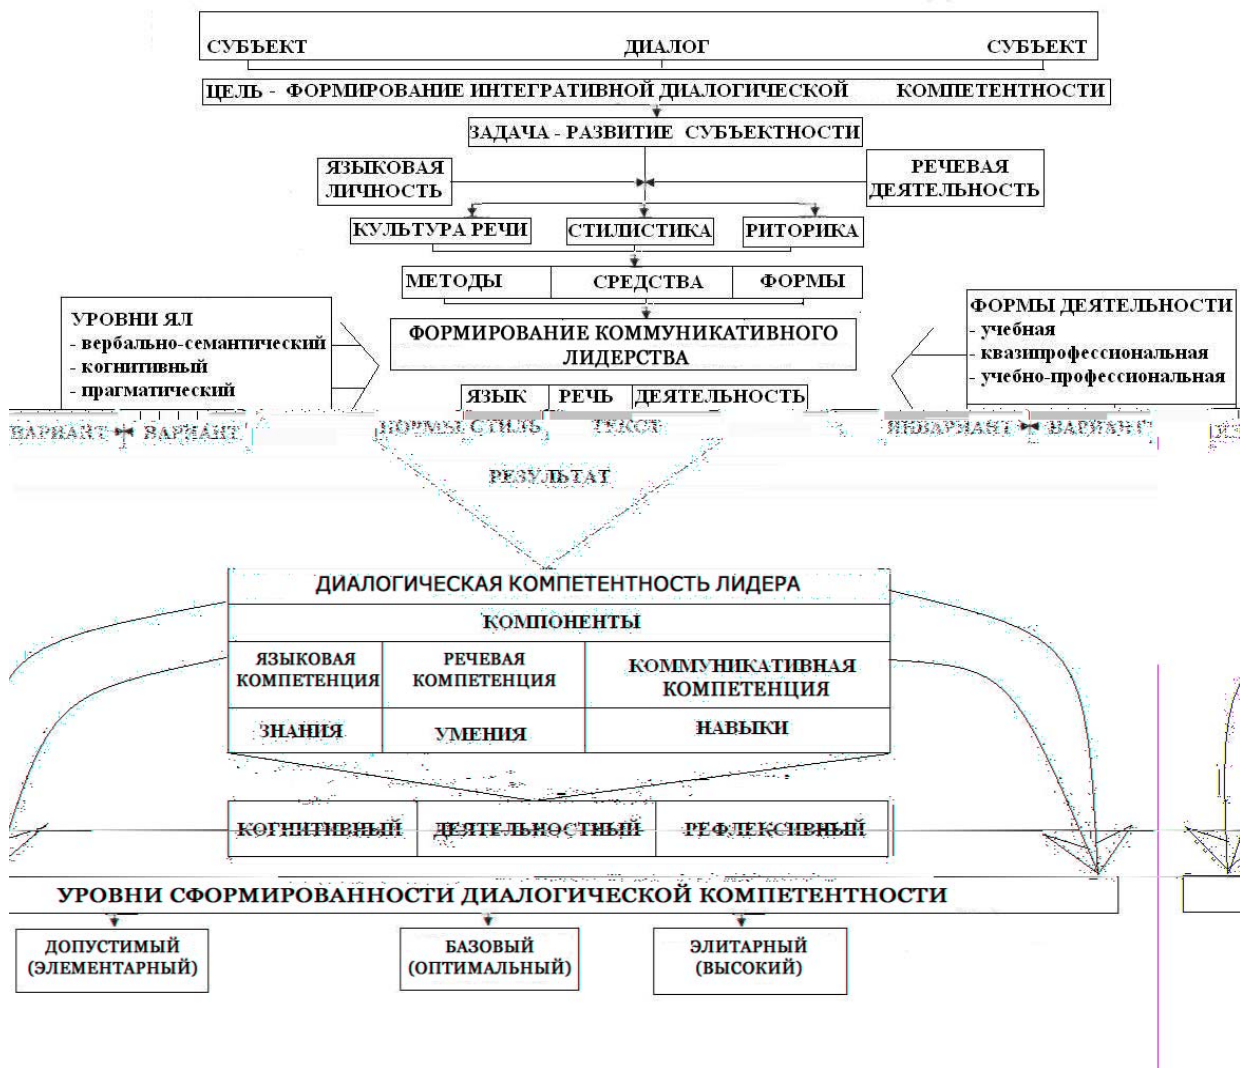 СУБЪЕКТ ДИАЛОГ СУБЪЕКТ
ЦЕЛЬ - ФОРМИРОВАНИЕ ИНТЕГРАТИВНОЙ ДИАЛОГИЧЕСКОЙ КОМПЕТЕНТНОСТИ
ЗАДАЧА - РАЗВИТИЕ СУБЪЕКТНОСТИ
ЯЗЫКОВАЯ
ЛИЧНОСТЬ
РЕЧЕВАЯ
ДЕЯТЕЛЬНОСТЬ
КУЛЬТУРА РЕЧИ СТИЛИСТИКА РИТОРИКА
МЕТОДЫ СРЕДСТВА ФОРМЫ
УРОВНИ ЯЛ
- вербально-семантический
- когнитивный
- прагматический
ФОРМИРОВАНИЕ КОММУНИКАТИВНОГО
ЛИДЕРСТВА
ФОРМЫ ДЕЯТЕЛЬНОСТИ
- учебная
- квазипрофессиональная
- учебно-профессиональная
ЯЗЫК РЕЧЬ ДЕЯТЕЛЬНОСТЬ
ВАРИАНТ ВАРИАНТ НОРМЫ СТИЛЬ ТЕКСТ ИНВАРИАНТ ВАРИАНТ
РЕЗУЛЬТАТ
ДИАЛОГИЧЕСКАЯ КОМПЕТЕНТНОСТЬ ЛИДЕРА
КОМПОНЕНТЫ
ЯЗЫКОВАЯ
КОМПЕТЕНЦИЯ
РЕЧЕВАЯ
КОМПЕТЕНЦИЯ
КОММУНИКАТИВНАЯ
КОМПЕТЕНЦИЯ
ЗНАНИЯ УМЕНИЯ НАВЫКИ
КОГНИТИВНЫЙ ДЕЯТЕЛЬНОСТНЫЙ РЕФЛЕКСИВНЫЙ
УРОВНИ СФОРМИРОВАННОСТИ ДИАЛОГИЧЕСКОЙ КОМПЕТЕНТНОСТИ
ДОПУСТИМЫЙ
(ЭЛЕМЕНТАРНЫЙ)
БАЗОВЫЙ
(ОПТИМАЛЬНЫЙ)
ЭЛИТАРНЫЙ
(ВЫСОКИЙ)